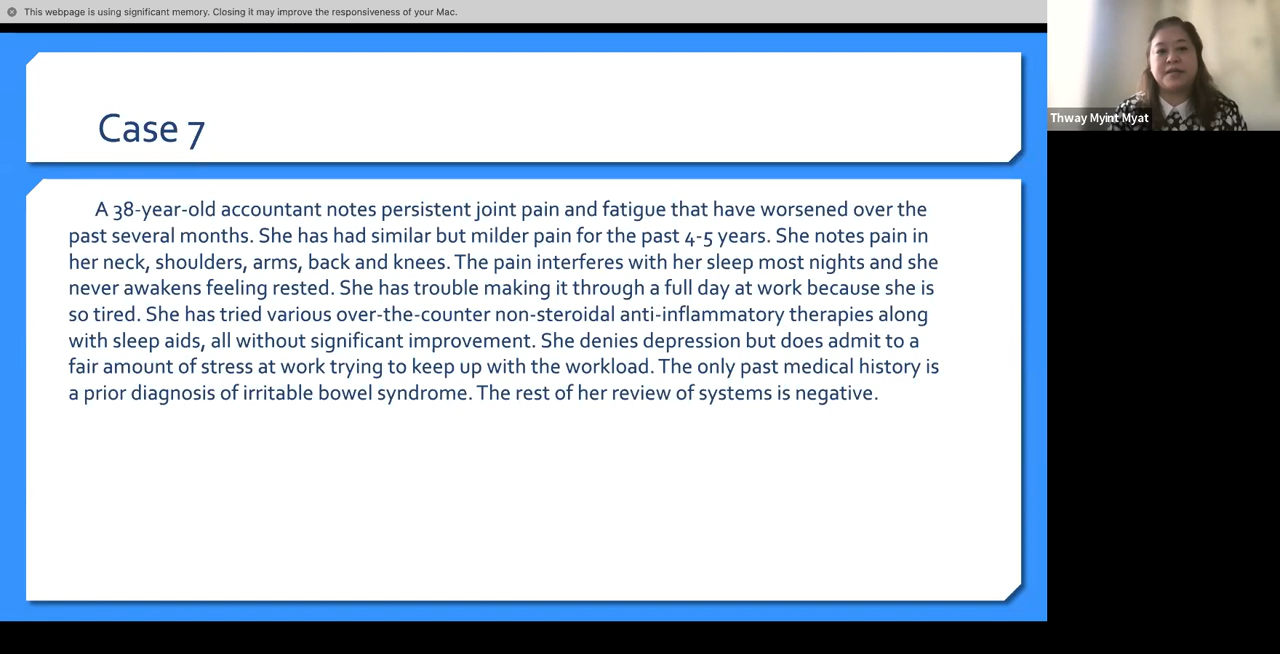 This webpage is using significant memory. Closing it may improve the responsiveness of your Mac.
Case 7
A 38-year-old accountant notes persistent joint pain and fatigue that have worsened over the
past several months. She has had similar but milder pain for the past 4-5 years. She notes pain in
her neck, shoulders, arms, back and knees. The pain interferes with her sleep most nights and she
never awakens feeling rested. She has trouble making it through a full day at work because she is
so tired. She has tried various over-the-counter non-steroidal anti-inflammatory therapies along
with sleep aids, all without significant improvement. She denies depression but does admit to a
fair amount of stress at work trying to keep up with the workload. The only past medical history is
a prior diagnosis of irritable bowel syndrome. The rest of her review of systems is negative.
Thway Myint Myat